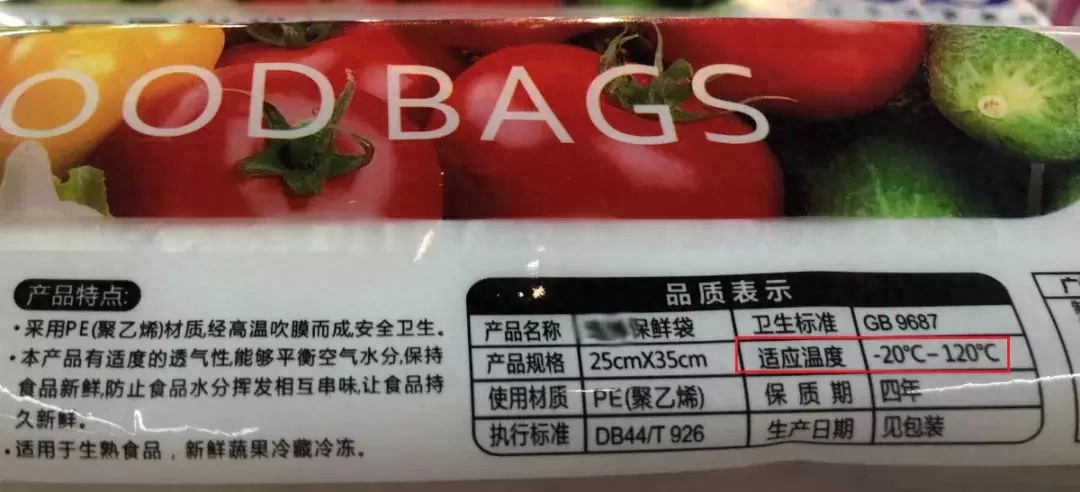 OOD BAGS
产品特点:
·采用PE(聚乙烯)材质,经高温吹膜而成,安全卫生。
·本产品有适度的透气性,能够平衡空气水分,保持
食品新鲜,防止食品水分挥发相互串味,让食品持
久新鲜。
·适用于生熟食品，新鲜蔬果冷藏冷冻。
品质表示
产品名称 保鲜袋 卫生标准 GB 9687
产品规格 25cmX35cm 适应温度 -20℃-120℃
使用材质 PE(聚乙烯) 保质期 四年
执行标准 DB44/T 926 生产日期 见包装